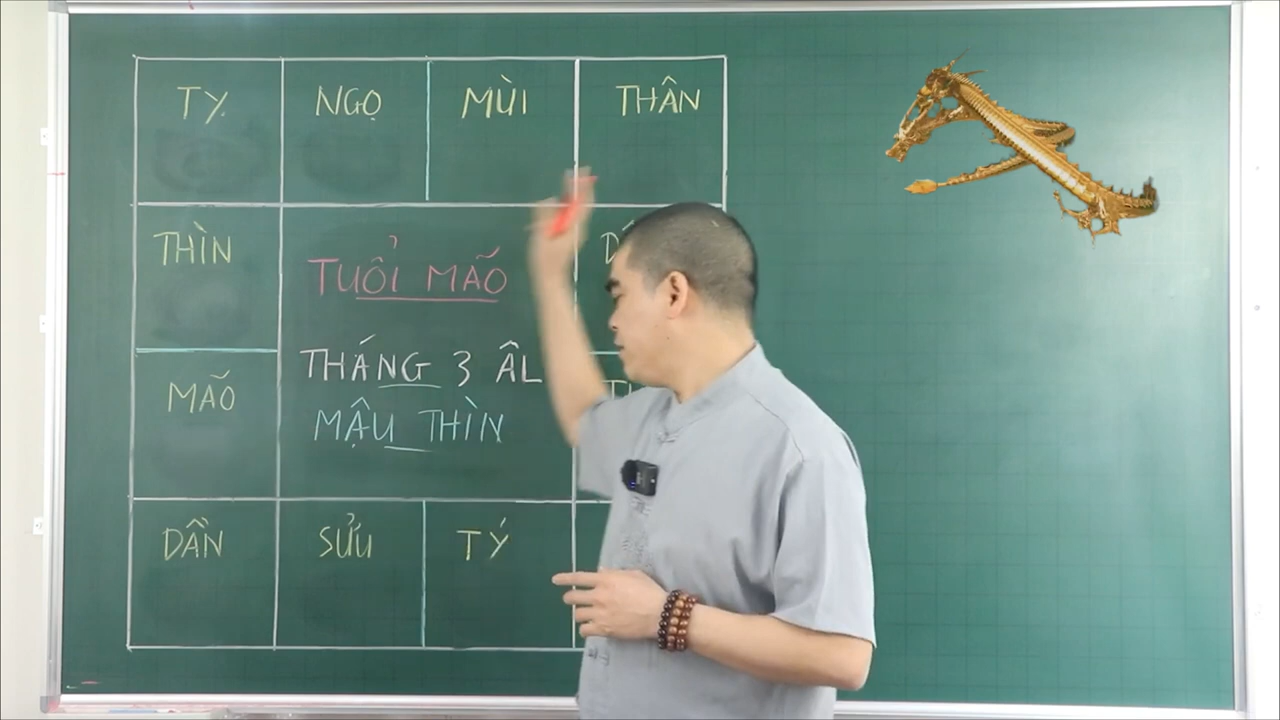 TỴ NGỌ MÙI THÂN
THÌN
TUỔI MÃO
MÃO
THÁNG 3 ÂL
MẬU THÌN
DẦN SỬU TÝ